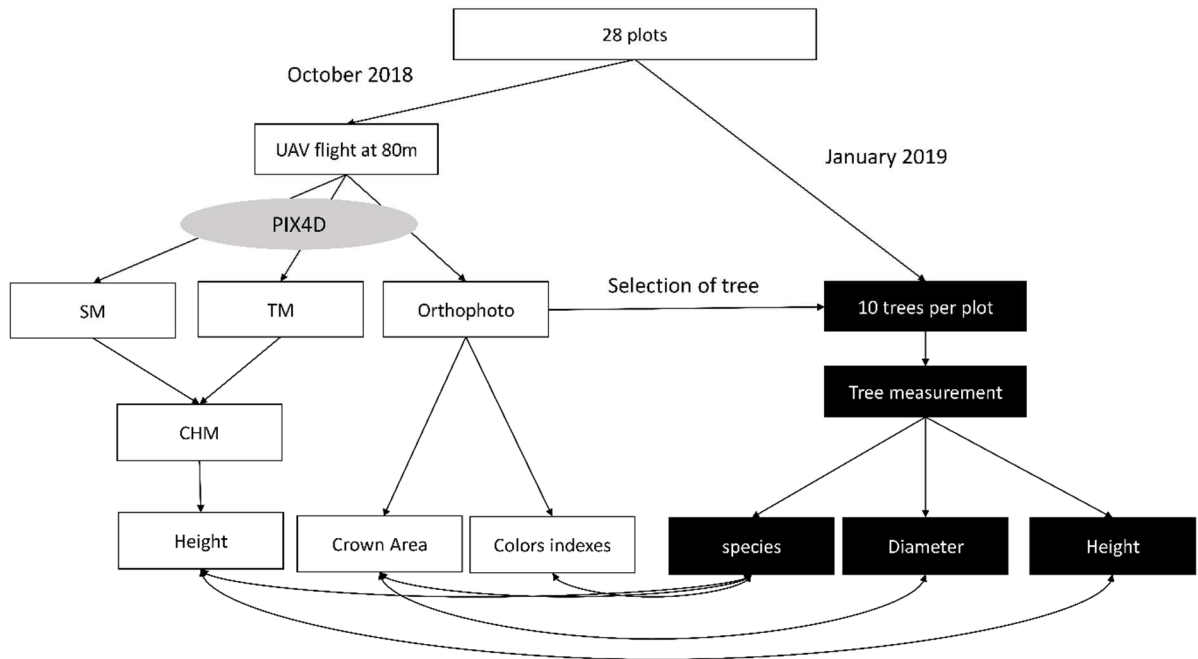 28 plots
October 2018
UAV flight at 80m
January 2019
PIX4D
SM
TM
Orthophoto
Selection of tree
10 trees per plot
Tree measurement
CHM
Height
Crown Area
Colors indexes
species
Diameter
Height